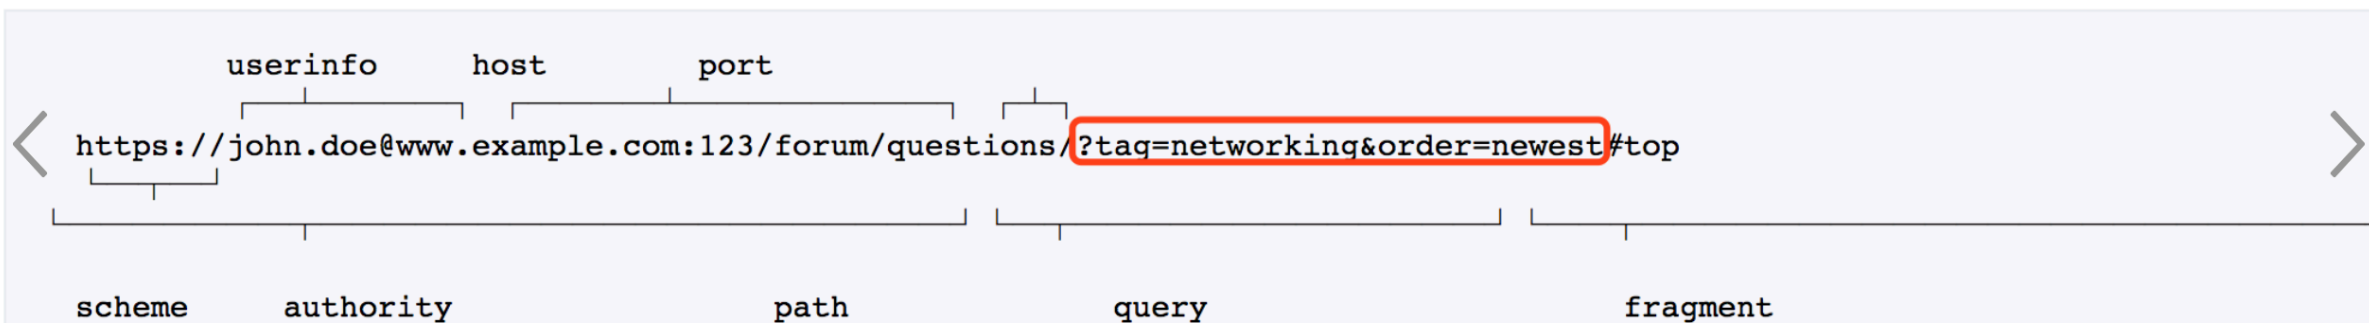 userinfo host port
https://john.doe@www.example.com:123/forum/questions/?tag=networking&order=newest#top
scheme authority path query fragment